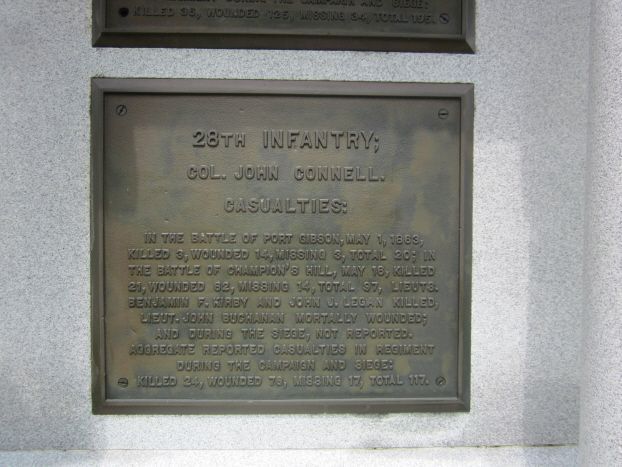 KILLED 36, WOUNDED 125, MISSING 34, TOTAL 195.
28TH INFANTRY;
COL. JOHN CONNELL.
CASUALTIES:
IN THE BATTLE OF PORT GIBSON, MAY 1, 1863,
KILLED 3, WOUNDED 14, MISSING 3, TOTAL 20; IN
THE BATTLE OF CHAMPION'S HILL, MAY 16, KILLED
21, WOUNDED 62, MISSING 14, TOTAL 97, LIEUTS.
BENJAMIN F. KIRBY AND JOHN J. LEGAN KILLED,
LIEUT. JOHN BUCHANAN MORTALLY WOUNDED;
AND DURING THE SIEGE, NOT REPORTED.
AGGREGATE REPORTED CASUALTIES IN REGIMENT
DURING THE CAMPAIGN AND SIEGE:
KILLED 24, WOUNDED 76, MISSING 17, TOTAL 117.